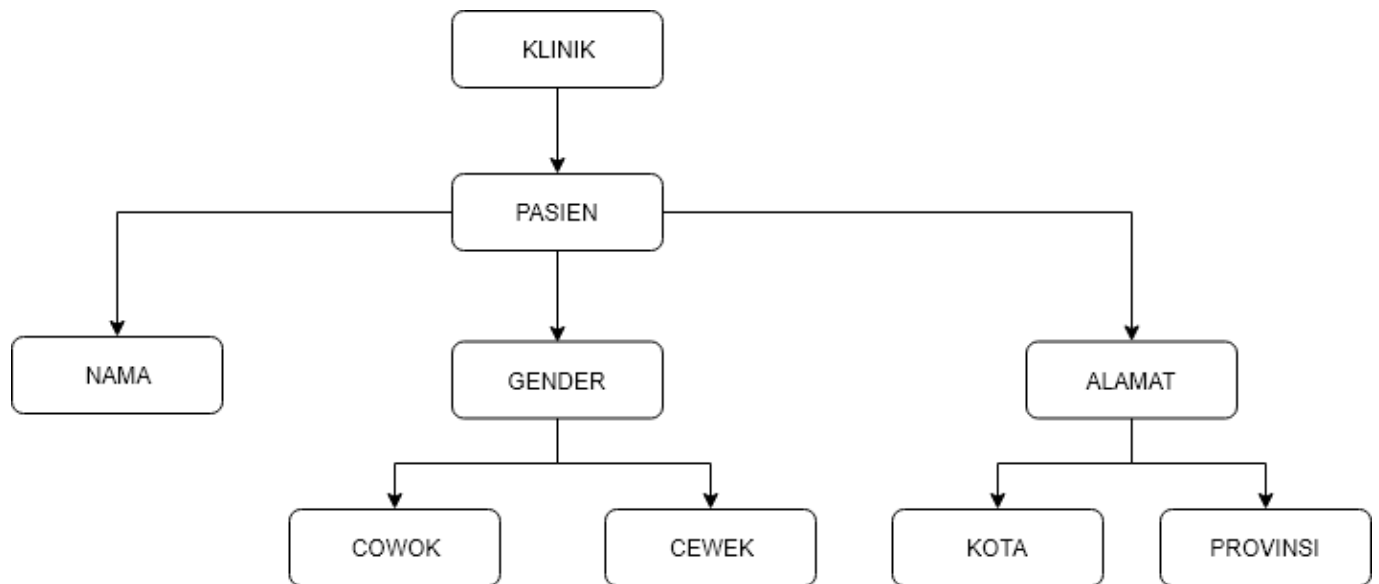 KLINIK
PASIEN
NAMA
GENDER
ALAMAT
COWOK
CEWEK
KOTA
PROVINSI